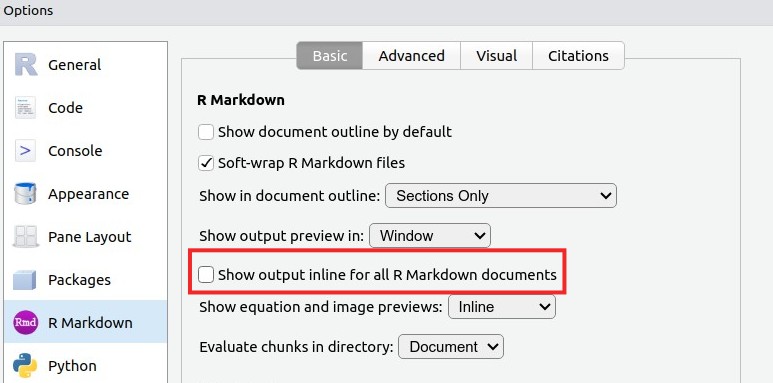 Options
Basic Advanced Visual Citations
R General
Code
> Console
Appearance
Pane Layout
Packages
Rmd R Markdown
Python
R Markdown
Show document outline by default
Soft-wrap R Markdown files
Show in document outline: Sections Only
Show output preview in: Window
Show output inline for all R Markdown documents
Show equation and image previews: Inline
Evaluate chunks in directory: Document